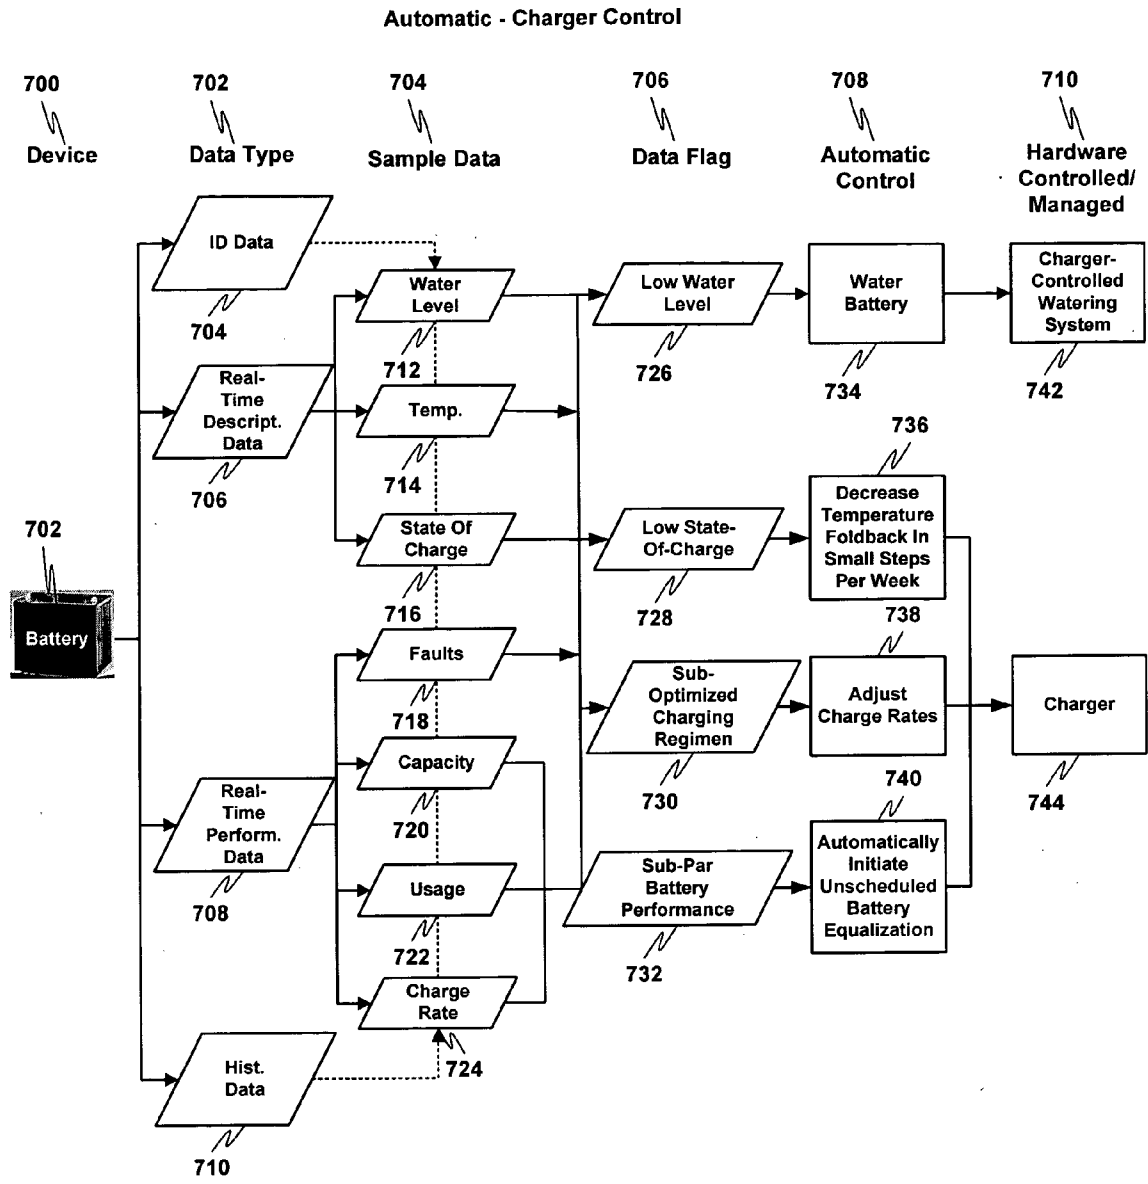 Automatic - Charger Control
700
702
704
706
708
710
Device
Data Type
Sample Data
Data Flag
Automatic
Control
Hardware
Controlled/
Managed
ID Data
704
Water
Level
712
Low Water
Level
726
Water
Battery
734
Charger-
Controlled
Watering
System
742
Real-
Time
Descript.
Data
706
Temp.
714
736
State Of
Charge
716
Low State-
Of-Charge
728
Decrease
Temperature
Foldback In
Small Steps
Per Week
702
Battery
738
Faults
718
Sub-
Optimized
Charging
Regimen
730
Adjust
Charge Rates
Charger
744
Capacity
720
740
Real-
Time
Perform.
Data
708
Usage
722
Sub-Par
Battery
Performance
732
Automatically
Initiate
Unscheduled
Battery
Equalization
Charge
Rate
724
Hist.
Data
710